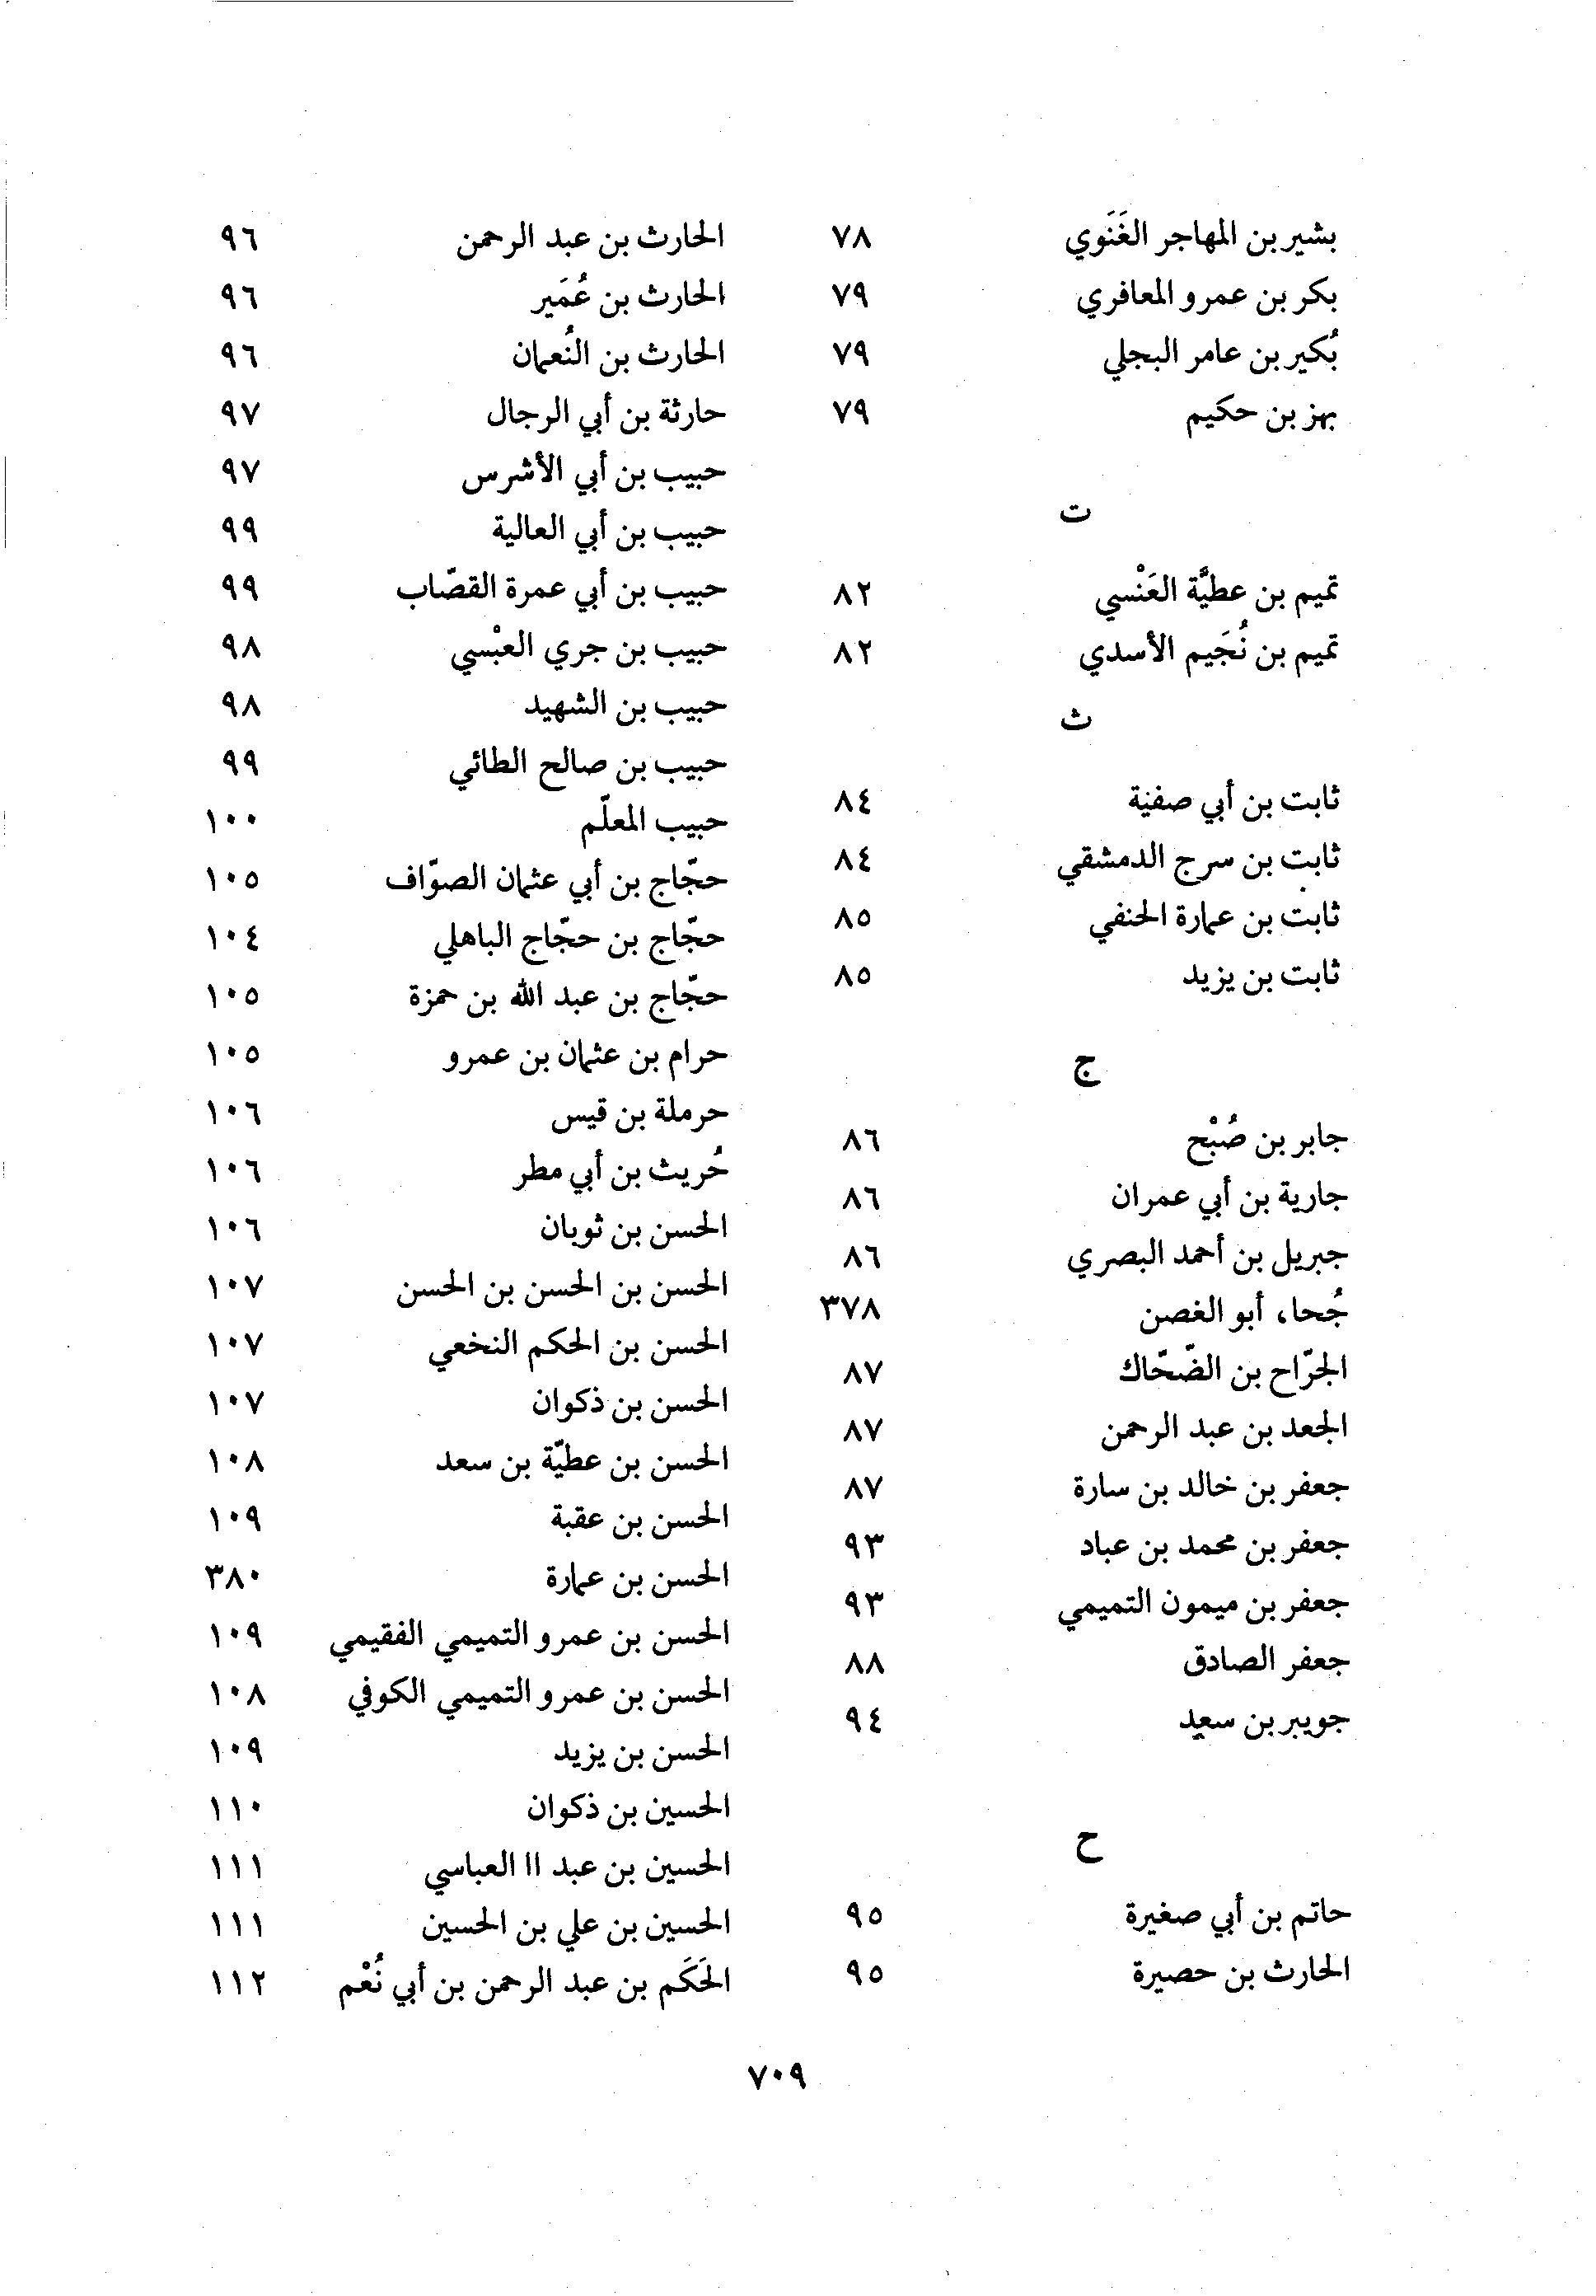 بشير بن المهاجر الغَنَوي ٧٨
بكر بن عمرو المعافري ٧٩
بُكير بن عامر البجلي ٧٩
بهز بن حكيم ٧٩
ت
تميم بن عطيَّة العَنْسي ٨٢
تميم بن نُجَيم الأسدي ٨٢
ث
ثابت بن أبي صفنية ٨٤
ثابت بن سرج الدمشقي ٨٤
ثابت بن عمارة الحنفي ٨٥
ثابت بن يزيد ٨٥
ج
جابر بن صُبْح ٨٦
جارية بن أبي عمران ٨٦
جبريل بن أحمد البصري ٨٦
جُحا، أبو الغصن ٣٧٨
الجرّاح بن الضّحّاك ٨٧
الجعد بن عبد الرحمن ٨٧
جعفر بن خالد بن سارة ٨٧
جعفر بن محمد بن عباد ٩٣
جعفر بن ميمون التميمي ٩٣
جعفر الصادق ٨٨
جويبر بن سعيد ٩٤
ح
حاتم بن أبي صغيرة ٩٥
الحارث بن حصيرة ٩٥
الحارث بن عبد الرحمن ٩٦
الحارث بن عُمَير ٩٦
الحارث بن النُعمان ٩٦
حارثة بن أبي الرجال ٩٧
حبيب بن أبي الأشرس ٩٧
حبيب بن أبي العالية ٩٩
حبيب بن أبي عمرة القصّاب ٩٩
حبيب بن جري العبْسي ٩٨
حبيب بن الشهيد ٩٨
حبيب بن صالح الطائي ٩٩
حبيب المعلّم ١٠٠
حجّاج بن أبي عثمان الصوّاف ١٠٥
حجّاج بن حجّاج الباهلي ١٠٤
حجّاج بن عبد الله بن حمزة ١٠٥
حرام بن عثمان بن عمرو ١٠٥
حرملة بن قيس ١٠٦
حُريث بن أبي مطر ١٠٦
الحسن بن ثوبان ١٠٦
الحسن بن الحسن بن الحسن ١٠٧
الحسن بن الحكم النخعي ١٠٧
الحسن بن ذكوان ١٠٧
الحسن بن عطيّة بن سعد ١٠٨
الحسن بن عقبة ١٠٩
الحسن بن عمارة ٣٨٠
الحسن بن عمرو التميمي الفقيمي ١٠٩
الحسن بن عمرو التميمي الكوفي ١٠٨
الحسن بن يزيد ١٠٩
الحسين بن ذكوان ١١٠
الحسين بن عبد اا العباسي ١١١
الحسين بن علي بن الحسين ١١١
الحَكَم بن عبد الرحمن بن أبي نُعْم ١١٢
٧٠٩